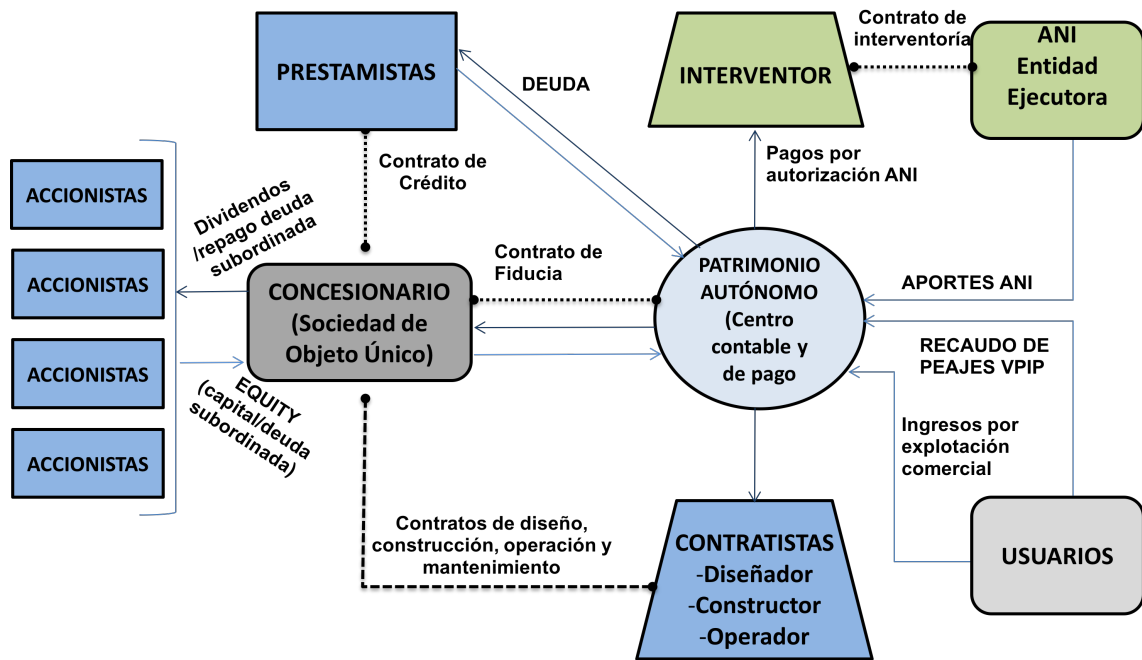 PRESTAMISTAS
DEUDA
INTERVENTOR
Contrato de
interventoría
ANI
Entidad
Ejecutora
Contrato de
Crédito
Pagos por
autorización ANI
ACCIONISTAS
ACCIONISTAS
ACCIONISTAS
ACCIONISTAS
Dividendos
/repago deuda
subordinada
CONCESIONARIO
(Sociedad de
Objeto Único)
Contrato de
Fiducia
PATRIMONIO
AUTÓNOMO
(Centro
contable y
de pago
APORTES ANI
RECAUDO DE
PEAJES VPIP
EQUITY
(capital/deuda
subordinada)
Ingresos por
explotación
comercial
Contratos de diseño,
construcción, operación y
mantenimiento
CONTRATISTAS
-Diseñador
-Constructor
-Operador
USUARIOS